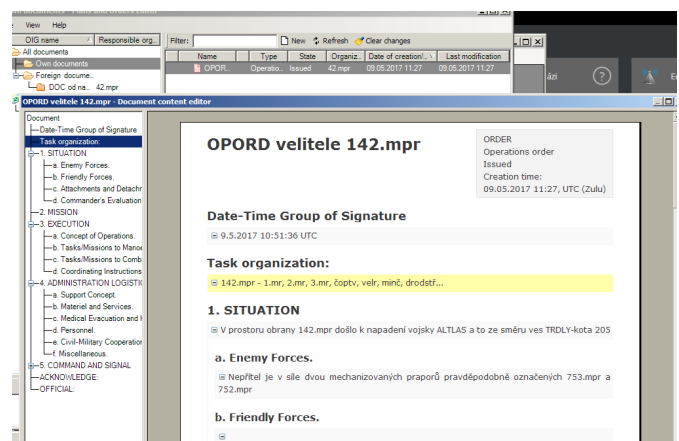 View Help
OIG name Responsible org...
Filter: New Refresh Clear changes
All documents
Own documents
Foreign docume..
DOC od na.. 42.mpr
Name Type State Organiz.. Date of creation/.. Last modification
OPOR.. Operatio.. Issued 42.mpr 09.05.2017 11:27 09.05.2017 11:27
ází
OPORD velitele 142.mpr - Document content editor
Document
Date-Time Group of Signature
Task organization:
1. SITUATION
a. Enemy Forces.
b. Friendly Forces.
c. Attachments and Detachr
d. Commander's Evaluation
2. MISSION
3. EXECUTION
a. Concept of Operations.
b. Tasks/Missions to Manoe
c. Tasks/Missions to Comb
d. Coordinating Instructions
4. ADMINISTRATION LOGISTIC
a. Support Concept.
b. Materiel and Services.
c. Medical Evacuation and H
d. Personnel.
e. Civil-Military Cooperation
f. Miscellaneous.
5. COMMAND AND SIGNAL
ACKNOWLEDGE:
OFFICIAL:
OPORD velitele 142.mpr
ORDER
Operations order
Issued
Creation time:
09.05.2017 11:27, UTC (Zulu)
Date-Time Group of Signature
9.5.2017 10:51:36 UTC
Task organization:
142.mpr - 1.mr, 2.mr, 3.mr, čoptv, velr, minč, drodstř...
1. SITUATION
V prostoru obrany 142.mpr došlo k napadení vojsky ALTLAS a to ze směru ves TRDLY-kota 205
a. Enemy Forces.
Nepřítel je v síle dvou mechanizovaných praporů pravděpodobně označených 753.mpr a
752.mpr
b. Friendly Forces.